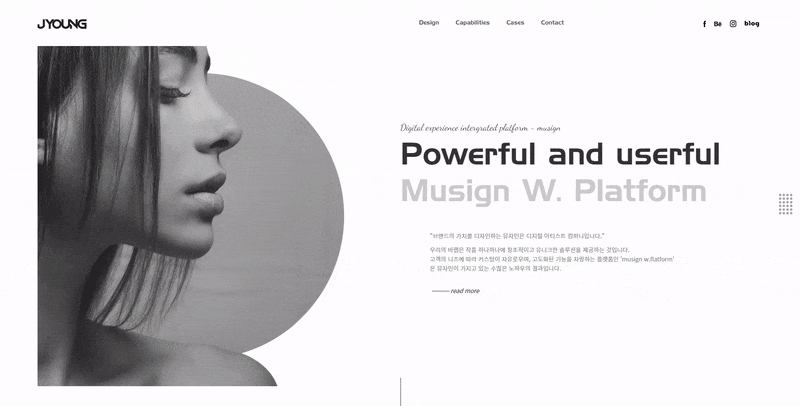 JYOUNG
Design Capabilities Cases Contact
f Bē blog
Digital experience intergrated platform - musign
Powerful and userful
Musign W. Platform
"브랜드의 가치를 디자인하는 뮤자인은 디지털 아티스트 컴퍼니입니다."
우리의 바램은 작품 하나하나에 창조적이고 유니크한 솔루션을 제공하는 것입니다.
고객의 니즈에 따라 커스텀이 자유로우며, 고도화된 기능을 자랑하는 플랫폼인 'musign w.flatform'
은 뮤자인이 가지고 있는 수많은 노하우의 결과입니다.
read more